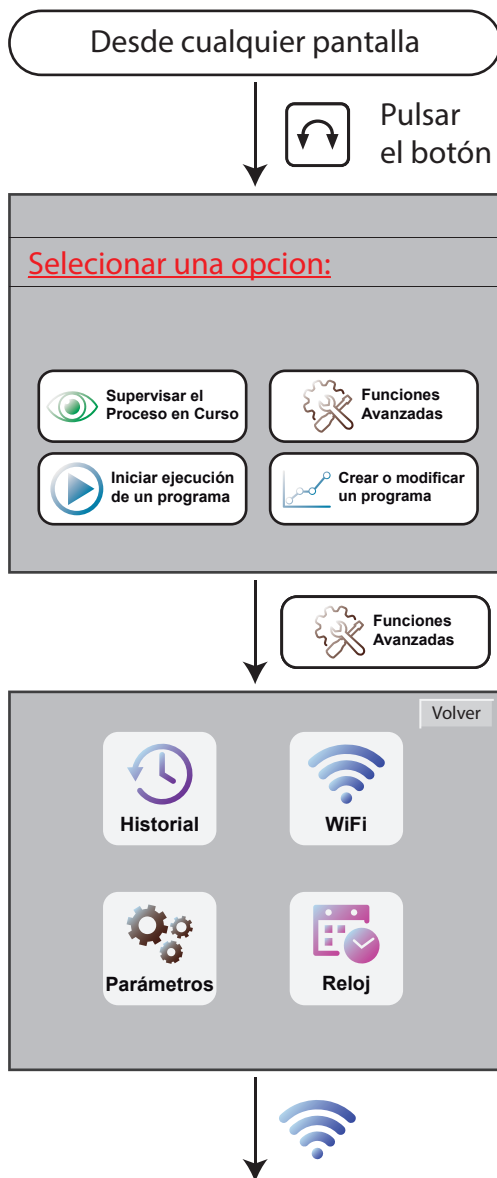 Desde cualquier pantalla
Pulsar
el botón
Selecionar una opcion:
Supervisar el
Proceso en Curso
Funciones
Avanzadas
Iniciar ejecución
de un programa
Crear o modificar
un programa
Funciones
Avanzadas
Volver
Historial
WiFi
Parámetros
Reloj